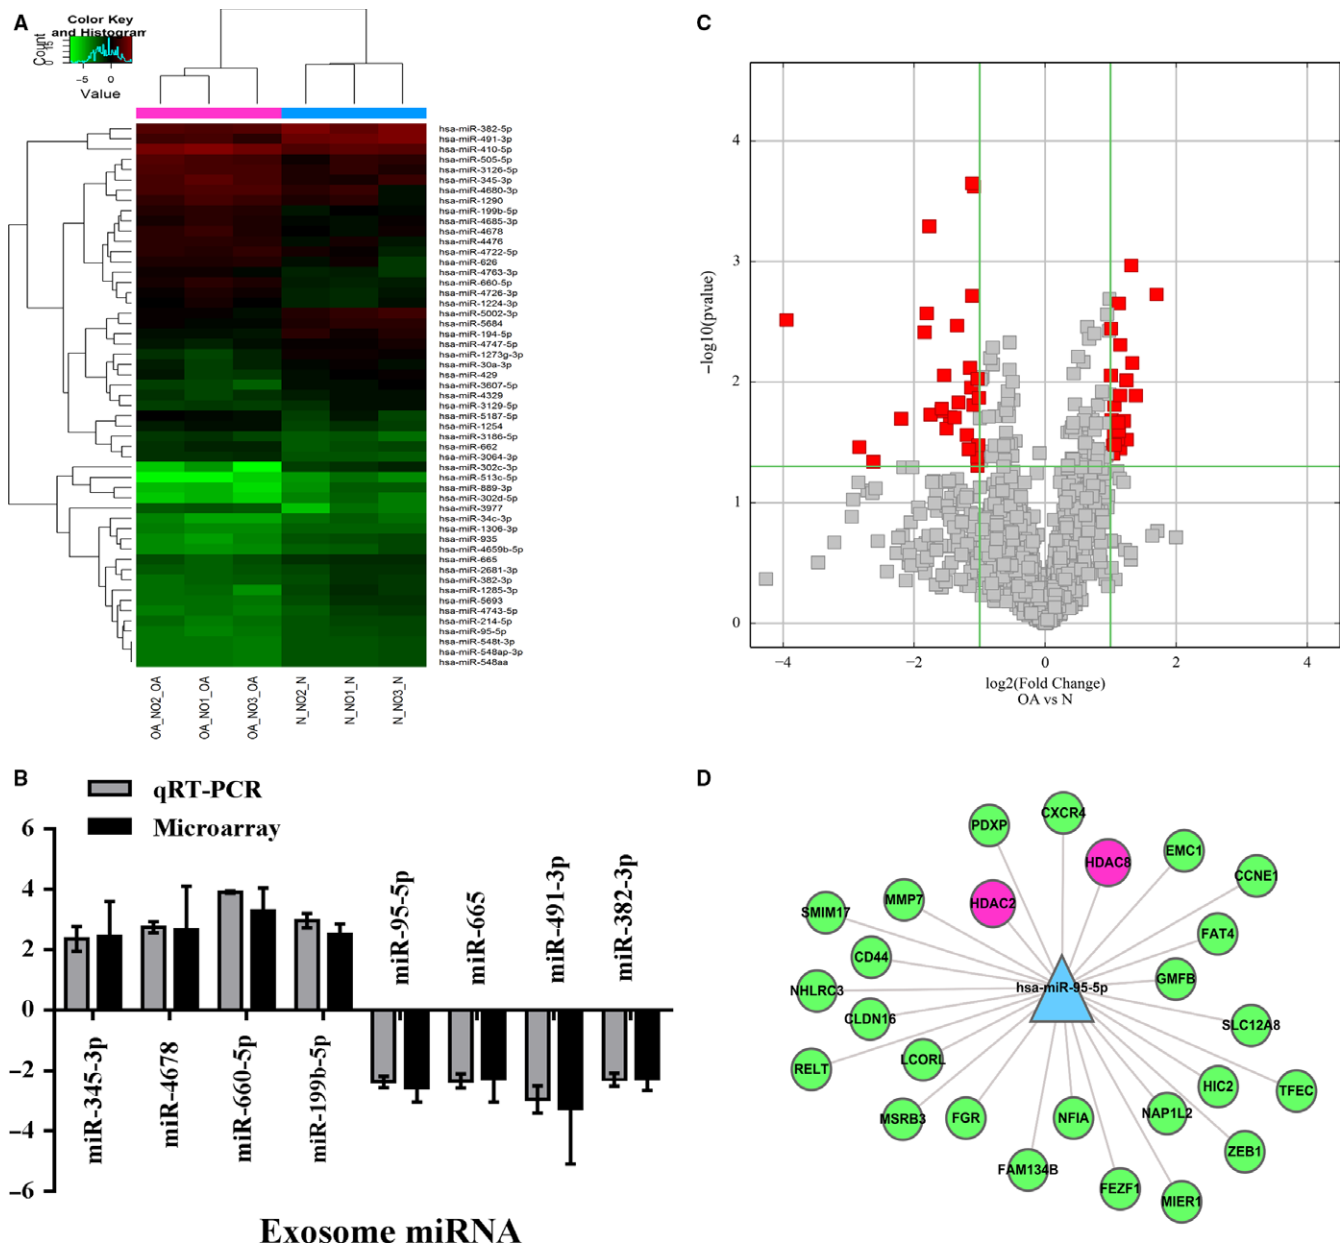 A
Color Key
and Histogram
Count
0 15
−5 0
Value
hsa-miR-382-5p
hsa-miR-491-3p
hsa-miR-410-5p
hsa-miR-505-5p
hsa-miR-3126-5p
hsa-miR-345-3p
hsa-miR-4680-3p
hsa-miR-1290
hsa-miR-199b-5p
hsa-miR-4685-3p
hsa-miR-4678
hsa-miR-4476
hsa-miR-4722-5p
hsa-miR-626
hsa-miR-4763-3p
hsa-miR-660-5p
hsa-miR-4726-3p
hsa-miR-1224-3p
hsa-miR-5002-3p
hsa-miR-5684
hsa-miR-194-5p
hsa-miR-4747-5p
hsa-miR-1273g-3p
hsa-miR-30a-3p
hsa-miR-429
hsa-miR-3607-5p
hsa-miR-4329
hsa-miR-3129-5p
hsa-miR-5187-5p
hsa-miR-1254
hsa-miR-3186-5p
hsa-miR-662
hsa-miR-3064-3p
hsa-miR-302c-3p
hsa-miR-513c-5p
hsa-miR-889-3p
hsa-miR-302d-5p
hsa-miR-3977
hsa-miR-34c-3p
hsa-miR-1306-3p
hsa-miR-935
hsa-miR-4659b-5p
hsa-miR-665
hsa-miR-2681-3p
hsa-miR-382-3p
hsa-miR-1285-3p
hsa-miR-5693
hsa-miR-4743-5p
hsa-miR-214-5p
hsa-miR-95-5p
hsa-miR-548t-3p
hsa-miR-548ap-3p
hsa-miR-548aa
OA_NO2_OA
OA_NO1_OA
OA_NO3_OA
N_NO2_N
N_NO1_N
N_NO3_N
C
4
3
2
1
0
−log10(pvalue)
−4 −2 0 2 4
log2(Fold Change)
OA vs N
B
qRT-PCR
Microarray
6
4
2
0
−2
−4
−6
miR-345-3p
miR-4678
miR-660-5p
miR-199b-5p
miR-95-5p
miR-665
miR-491-3p
miR-382-3p
Exosome miRNA
D
CXCR4
PDXP
HDAC8
EMC1
CCNE1
MMP7
HDAC2
SMIM17
FAT4
CD44
GMFB
NHLRC3
hsa-miR-95-5p
CLDN16
SLC12A8
LCORL
RELT
HIC2
TFEC
MSRB3
FGR
NFIA
NAP1L2
ZEB1
FAM134B
FEZF1
MIER1